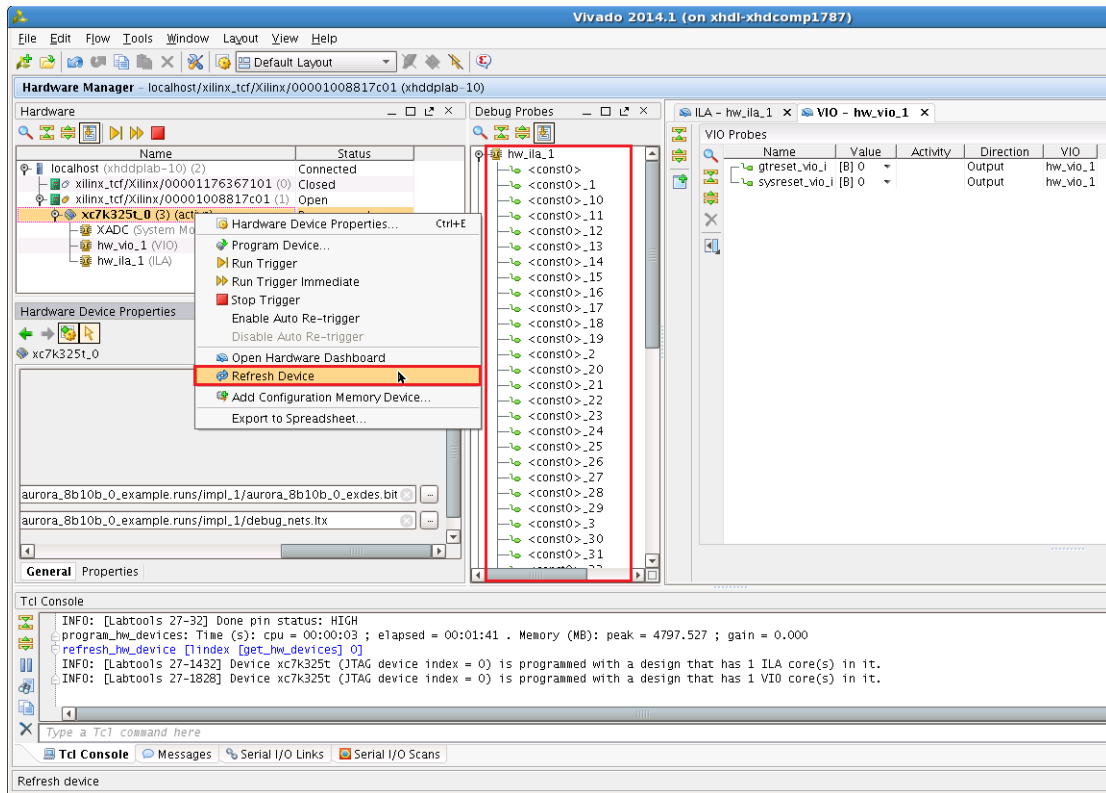 Vivado 2014.1 (on xhdl-xhdcomp1787)
File Edit Flow Tools Window Layout View Help
Default Layout
Hardware Manager - localhost/xilinx_tcf/Xilinx/00001008817c01 (xhddplab-10)
Hardware
Name Status
localhost (xhddplab-10) (2) Connected
xilinx_tcf/Xilinx/00001176367101 (0) Closed
xilinx_tcf/Xilinx/00001008817c01 (1) Open
xc7k325t_0 (3) (active)
XADC (System Mo
hw_vio_1 (VIO)
hw_ila_1 (ILA)
Hardware Device Properties... Ctrl+E
Program Device...
Run Trigger
Run Trigger Immediate
Stop Trigger
Enable Auto Re-trigger
Disable Auto Re-trigger
Open Hardware Dashboard
Refresh Device
Add Configuration Memory Device...
Export to Spreadsheet...
Hardware Device Properties
xc7k325t_0
aurora_8b10b_0_example.runs/impl_1/aurora_8b10b_0_exdes.bit
...
aurora_8b10b_0_example.runs/impl_1/debug_nets.ltx
...
General Properties
Debug Probes
hw_ila_1
<const0>
<const0>_1
<const0>_10
<const0>_11
<const0>_12
<const0>_13
<const0>_14
<const0>_15
<const0>_16
<const0>_17
<const0>_18
<const0>_19
<const0>_2
<const0>_20
<const0>_21
<const0>_22
<const0>_23
<const0>_24
<const0>_25
<const0>_26
<const0>_27
<const0>_28
<const0>_29
<const0>_3
<const0>_30
<const0>_31
ILA - hw_ila_1 VIO - hw_vio_1
VIO Probes
Name Value Activity Direction VIO
gtreset_vio_i [B] 0 Output hw_vio_1
sysreset_vio_i [B] 0 Output hw_vio_1
Tcl Console
INFO: [Labtools 27-32] Done pin status: HIGH
program_hw_devices: Time (s): cpu = 00:00:03 ; elapsed = 00:01:41 . Memory (MB): peak = 4797.527 ; gain = 0.000
refresh_hw_device [lindex [get_hw_devices] 0]
INFO: [Labtools 27-1432] Device xc7k325t (JTAG device index = 0) is programmed with a design that has 1 ILA core(s) in it.
INFO: [Labtools 27-1828] Device xc7k325t (JTAG device index = 0) is programmed with a design that has 1 VIO core(s) in it.
Type a Tcl command here
Tcl Console Messages Serial I/O Links Serial I/O Scans
Refresh device